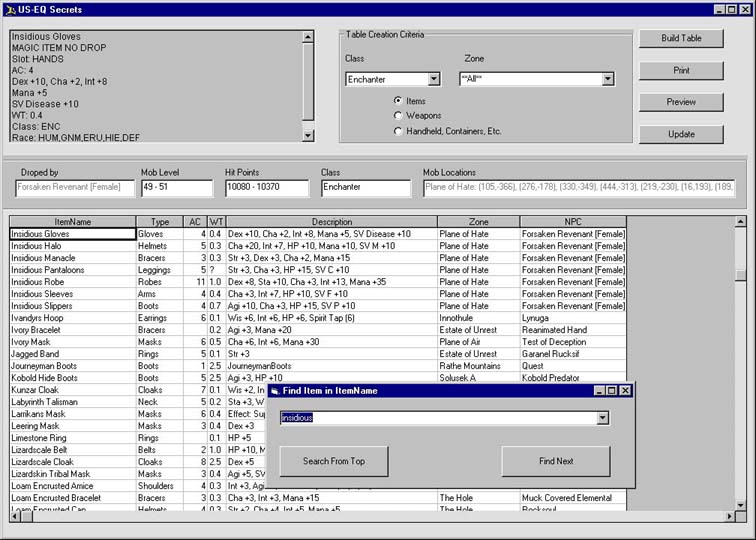 US-EQ Secrets
Insidious Gloves
MAGIC ITEM NO DROP
Slot: HANDS
AC: 4
Dex +10, Cha +2, Int +8
Mana +5
SV Disease +10
WT: 0.4
Class: ENC
Race: HUM,GNM,ERU,HIE,DEF
Table Creation Criteria
Class Zone
Enchanter **All**
Items
Weapons
Handheld, Containers, Etc.
Build Table
Print
Preview
Update
Droped by Mob Level Hit Points Class Mob Locations
Forsaken Revenant [Female] 49 - 51 10080 - 10370 Enchanter Plane of Hate: (105,-366), (276,-178), (330,-349), (444,-313), (219,-230), (16,193), (189,
ItemName Type AC WT Description Zone NPC
Insidious Gloves Gloves 4 0.4 Dex +10, Cha +2, Int +8, Mana +5, SV Disease +10 Plane of Hate Forsaken Revenant [Female]
Insidious Halo Helmets 5 0.3 Cha +20, Int +7, HP +10, Mana +10, SV M +10 Plane of Hate Forsaken Revenant [Female]
Insidious Manacle Bracers 3 0.3 Str +3, Dex +3, Cha +2, Mana +15 Plane of Hate Forsaken Revenant [Female]
Insidious Pantaloons Leggings 5 ? Str +3, Cha +3, HP +15, SV C +10 Plane of Hate Forsaken Revenant [Female]
Insidious Robe Robes 11 1.0 Dex +8, Sta +10, Cha +3, Int +13, Mana +35 Plane of Hate Forsaken Revenant [Female]
Insidious Sleeves Arms 4 0.4 Cha +3, Int +7, HP +10, SV F +10 Plane of Hate Forsaken Revenant [Female]
Insidious Slippers Boots 4 0.7 Agi +10, Cha +3, HP +15, SV P +10 Plane of Hate Forsaken Revenant [Female]
Ivandyrs Hoop Earrings 6 0.1 Wis +6, Int +6, HP +6, Spirit Tap (6) Innothule Lynuga
Ivory Bracelet Bracers 0.2 Agi +3, Mana +20 Estate of Unrest Reanimated Hand
Ivory Mask Masks 6 0.5 Cha +6, Int +6, Mana +30 Plane of Air Test of Deception
Jagged Band Rings 5 0.1 Str +3 Estate of Unrest Garanel Rucksif
Journeyman Boots Boots 1 2.5 JourneymanBoots Rathe Mountains Quest
Kobold Hide Boots Boots 5 2.5 Agi +3, HP +10 Solusek A Kobold Predator
Kunzar Cloak Cloaks 7 0.1 Wis +2, In
Labyrinth Talisman Neck 5 0.2 Sta +3, W
Larrikans Mask Masks 6 0.4 Effect: Su
Leering Mask Masks 3 0.4 Dex +3
Limestone Ring Rings 0.1 HP +5
Lizardscale Belt Belts 2 1.0 HP +10, M
Lizardscale Cloak Cloaks 8 2.5 Dex +5
Lizardskin Tribal Mask Masks 3 0.4 Agi +5, SV
Loam Encrusted Amice Shoulders 4 0.3 Int +3, Agi
Loam Encrusted Bracelet Bracers 3 0.3 Cha +3, Int +3, Mana +15 The Hole Muck Covered Elemental
Loam Encrusted Cap Helmets 4 0.3 Str +2, Cha +4, Int +5, Mana +5 The Hole Rocksoul
Find Item in ItemName
insidious
Search From Top Find Next